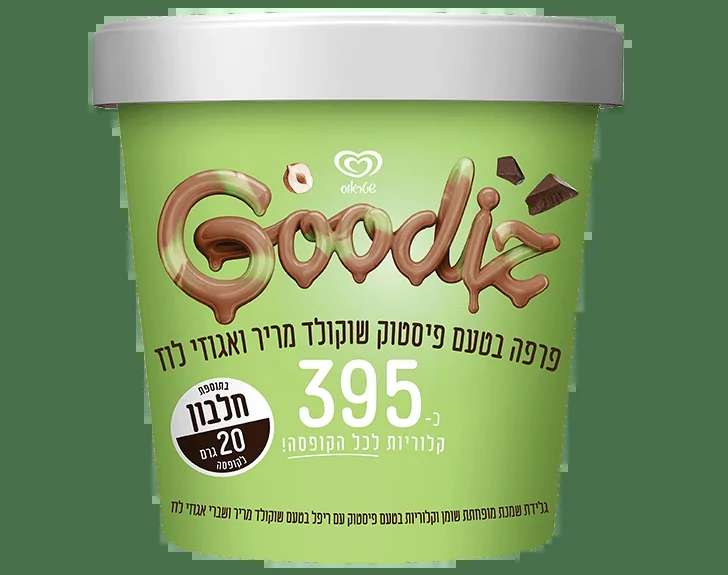 שטראוס
Goodiz
פרפה בטעם פיסטוק שוקולד מריר ואגוזי לוז
כ-395
קלוריות לכל הקופסה!
בתוספת
חלבון
20 גרם
לקופסה
גלידת שמנת מופחתת שומן וקלוריות בטעם פיסטוק עם ריפל בטעם שוקולד מריר ושברי אגוזי לוז